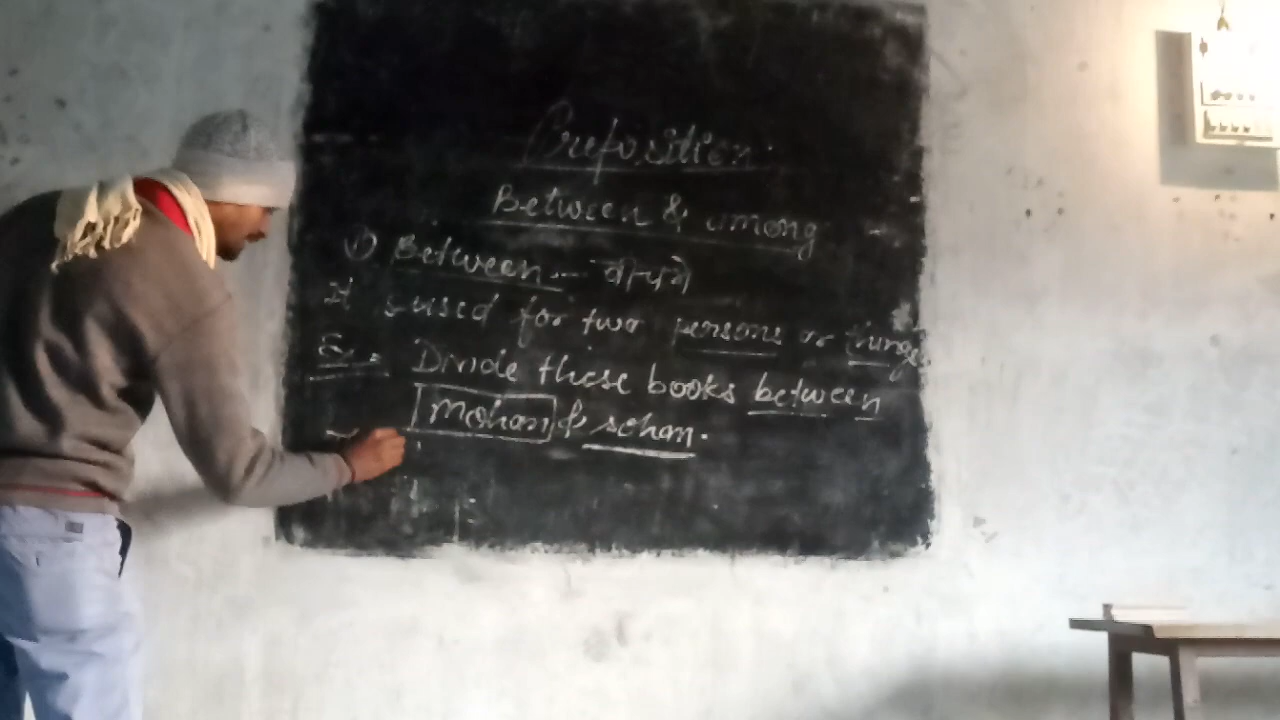 Preposition
Between & among
① Between - बीच में
It is used for two persons or things
Ex = Divide these books between
Mohan & sohan.